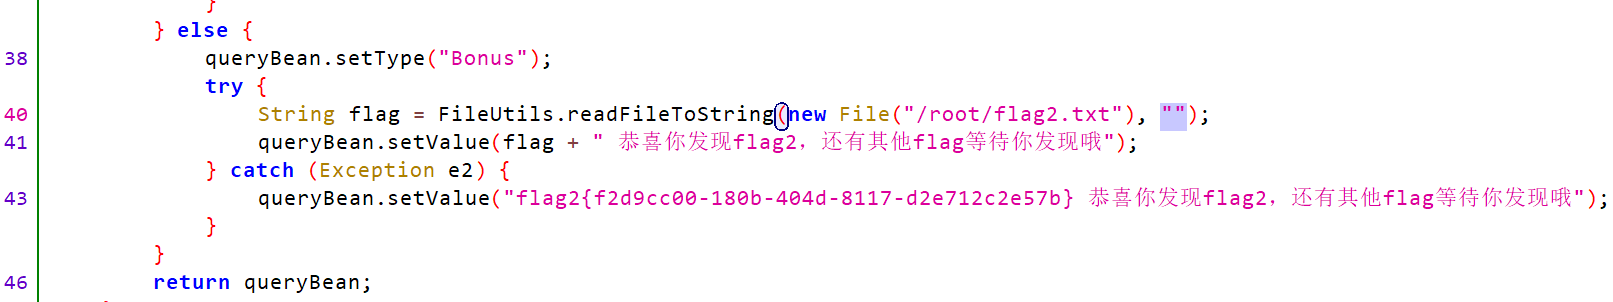 }
} else {
38 queryBean.setType("Bonus");
try {
40 String flag = FileUtils.readFileToString(new File("/root/flag2.txt"), "");
41 queryBean.setValue(flag + " 恭喜你发现flag2，还有其他flag等待你发现哦");
} catch (Exception e2) {
43 queryBean.setValue("flag2{f2d9cc00-180b-404d-8117-d2e712c2e57b} 恭喜你发现flag2，还有其他flag等待你发现哦");
}
}
46 return queryBean;